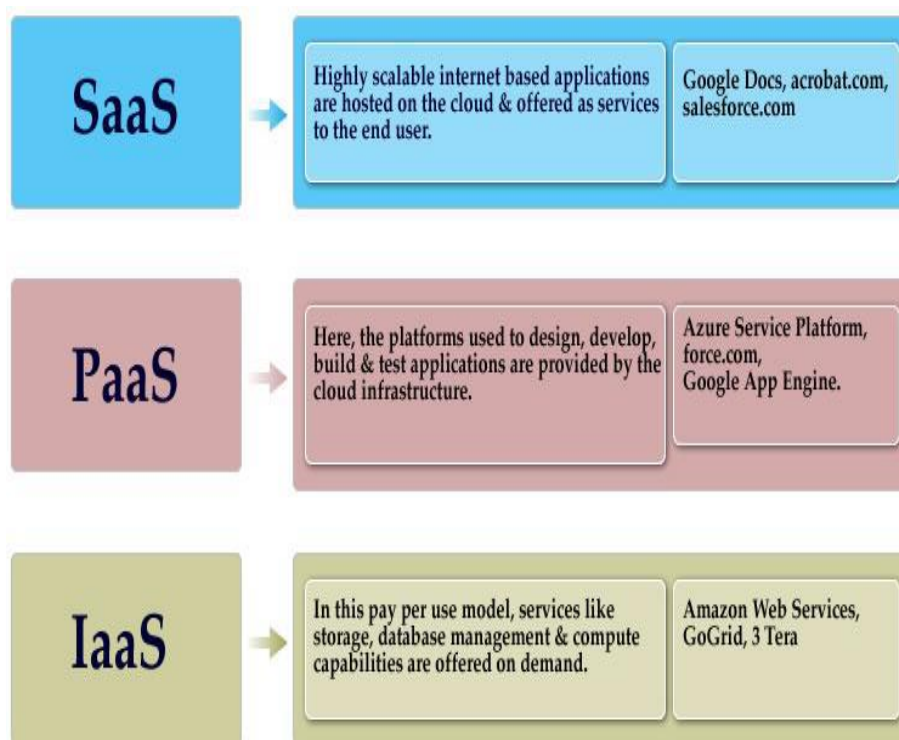 SaaS
Highly scalable internet based applications
are hosted on the cloud & offered as services
to the end user.
Google Docs, acrobat.com,
salesforce.com
PaaS
Here, the platforms used to design, develop,
build & test applications are provided by the
cloud infrastructure.
Azure Service Platform,
force.com,
Google App Engine.
IaaS
In this pay per use model, services like
storage, database management & compute
capabilities are offered on demand.
Amazon Web Services,
GoGrid, 3 Tera